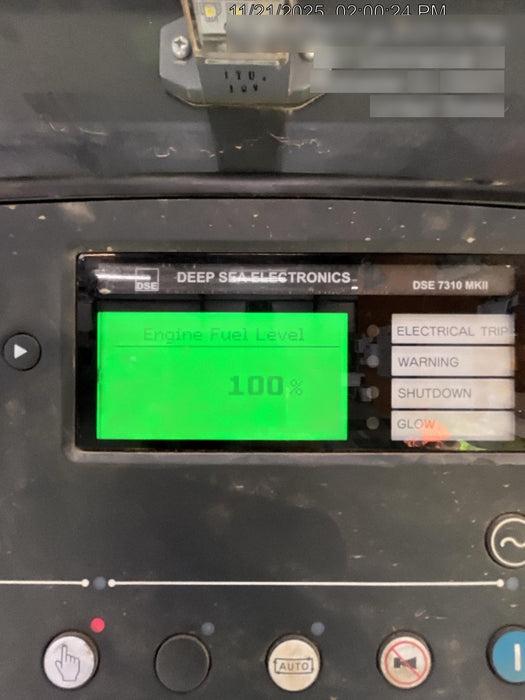 11/21/2025, 02:00:24 PM
DSE
DEEP SEA ELECTRONICS
DSE 7310 MKII
Engine Fuel Level
100%
ELECTRICAL TRIP
WARNING
SHUTDOWN
GLOW
AUTO